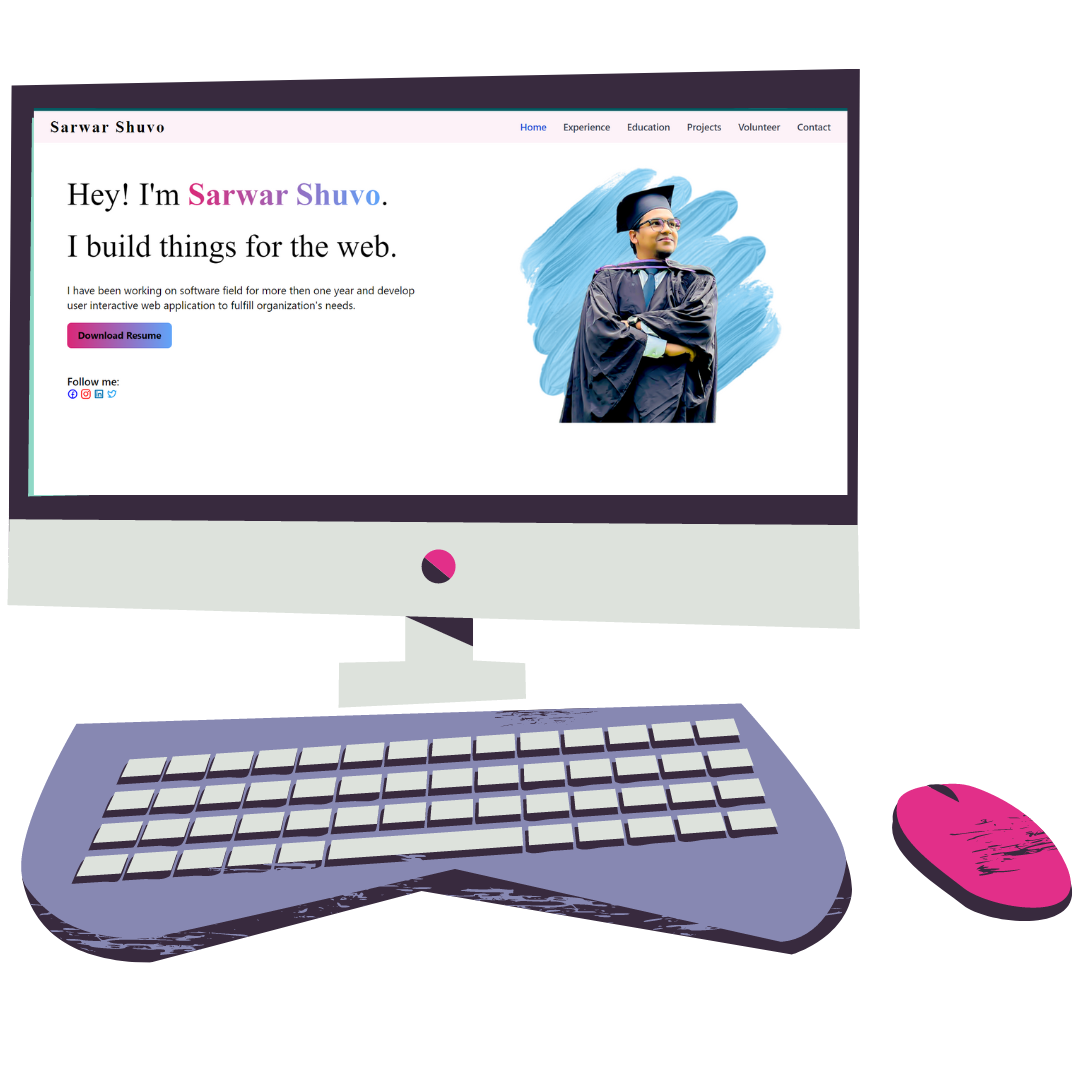 Sarwar Shuvo
Home Experience Education Projects Volunteer Contact
Hey! I'm Sarwar Shuvo.
I build things for the web.
I have been working on software field for more then one year and develop
user interactive web application to fulfill organization's needs.
Download Resume
Follow me: